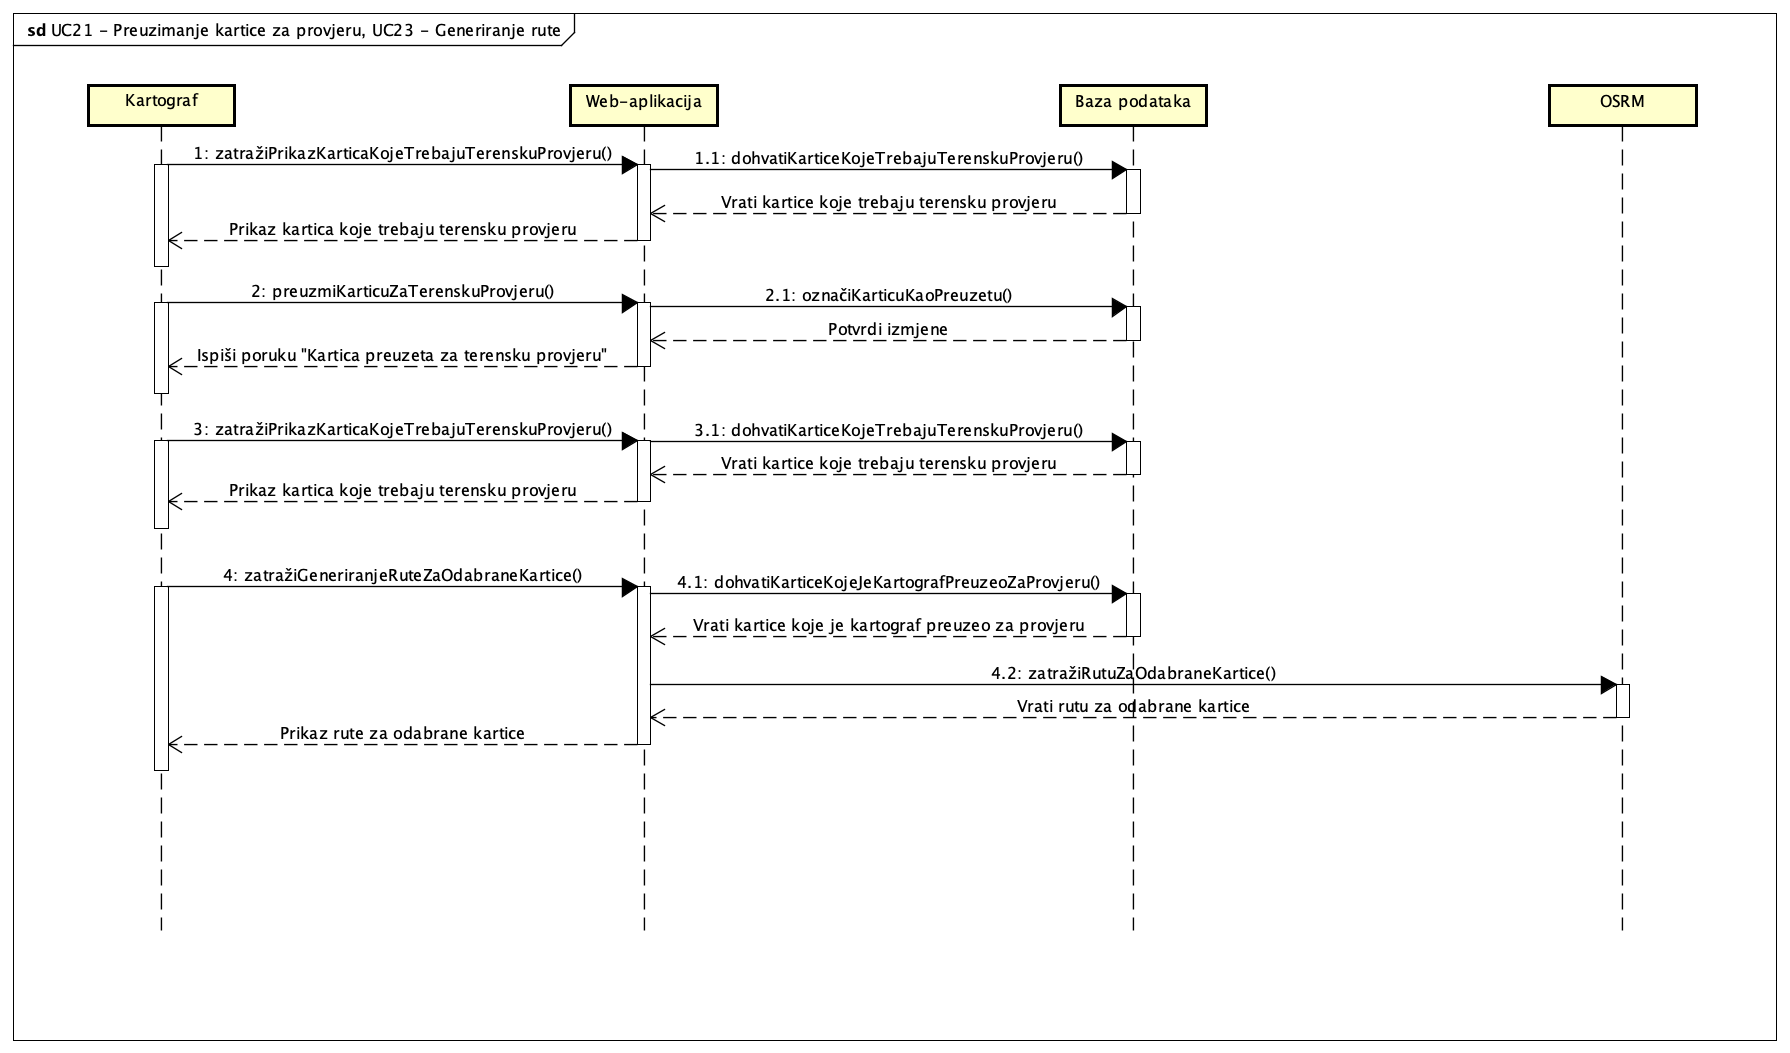 sd UC21 - Preuzimanje kartice za provjeru, UC23 - Generiranje rute
Kartograf
Web-aplikacija
Baza podataka
OSRM
1: zatražiPrikazKarticaKojeTrebajuTerenskuProvjeru()
1.1: dohvatiKarticeKojeTrebajuTerenskuProvjeru()
Vrati kartice koje trebaju terensku provjeru
Prikaz kartica koje trebaju terensku provjeru
2: preuzmiKarticuZaTerenskuProvjeru()
2.1: označiKarticuKaoPreuzetu()
Potvrdi izmjene
Ispiši poruku "Kartica preuzeta za terensku provjeru"
3: zatražiPrikazKarticaKojeTrebajuTerenskuProvjeru()
3.1: dohvatiKarticeKojeTrebajuTerenskuProvjeru()
Vrati kartice koje trebaju terensku provjeru
Prikaz kartica koje trebaju terensku provjeru
4: zatražiGeneriranjeRuteZaOdabraneKartice()
4.1: dohvatiKarticeKojeJeKartografPreuzeoZaProvjeru()
Vrati kartice koje je kartograf preuzeo za provjeru
4.2: zatražiRutuZaOdabraneKartice()
Vrati rutu za odabrane kartice
Prikaz rute za odabrane kartice